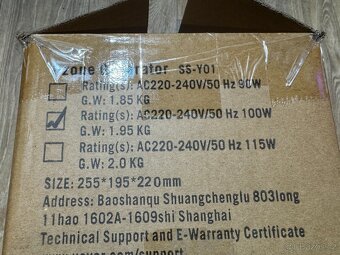 Ozone Generator SS-Y01
Rating(s): AC220-240V/50 Hz 90W
G.W: 1.85 KG
Rating(s): AC220-240V/50 Hz 100W
G.W: 1.95 KG
Rating(s): AC220-240V/50 Hz 115W
G.W: 2.0 KG
SIZE: 255*195*220mm
Address: Baoshanqu Shuangchenglu 803long
11hao 1602A-1609shi Shanghai
Technical Support and E-Warranty Certificate